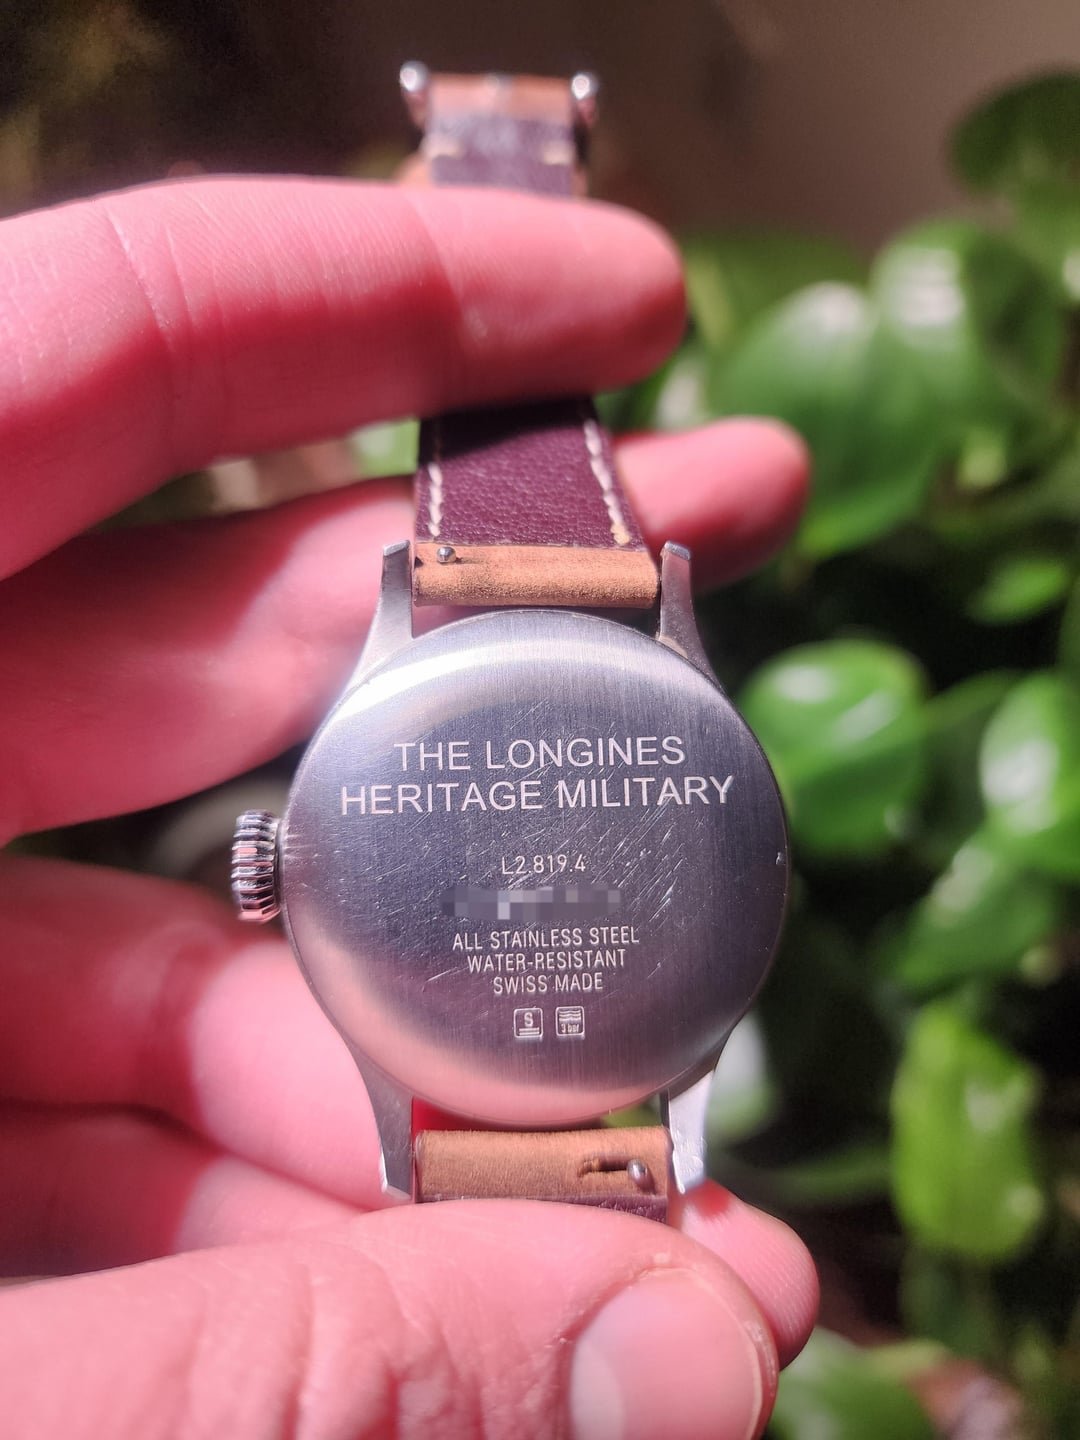 THE LONGINES
HERITAGE MILITARY
L2.819.4
ALL STAINLESS STEEL
WATER-RESISTANT
SWISS MADE
S
3 bar